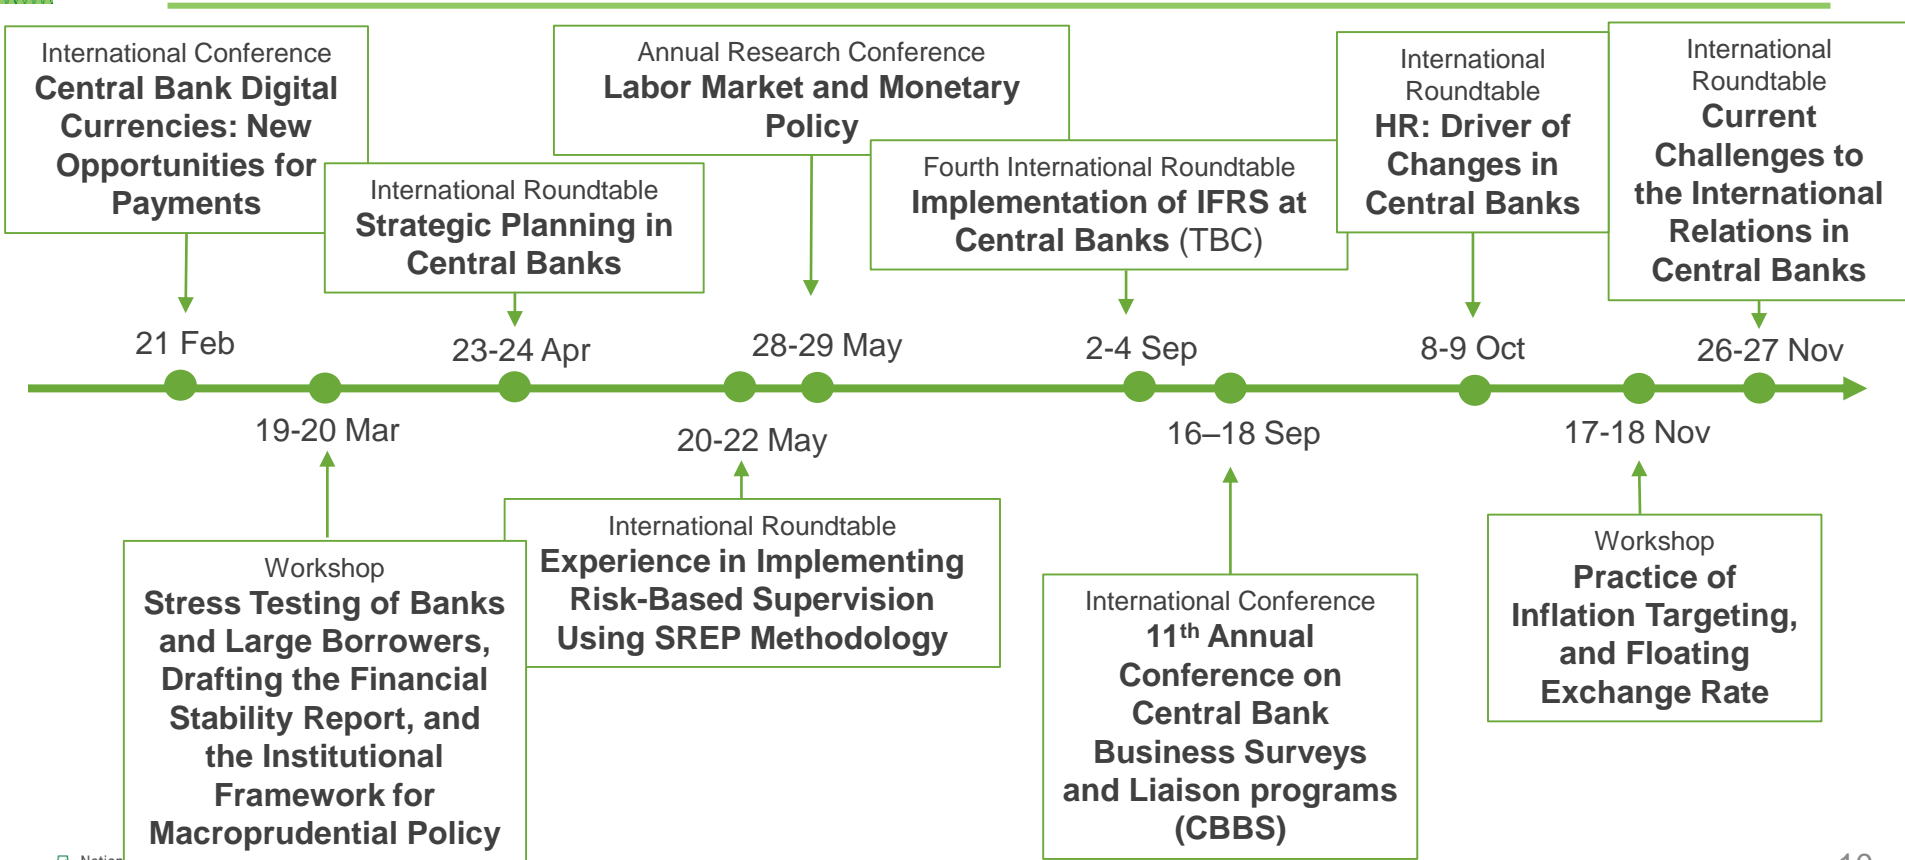 International Conference
Central Bank Digital
Currencies: New
Opportunities for
Payments
International Roundtable
Strategic Planning in
Central Banks
Annual Research Conference
Labor Market and Monetary
Policy
Fourth International Roundtable
Implementation of IFRS at
Central Banks (TBC)
International
Roundtable
HR: Driver of
Changes in
Central Banks
International
Roundtable
Current
Challenges to
the International
Relations in
Central Banks
21 Feb
23-24 Apr
28-29 May
2-4 Sep
8-9 Oct
26-27 Nov
19-20 Mar
20-22 May
16–18 Sep
17-18 Nov
Workshop
Stress Testing of Banks
and Large Borrowers,
Drafting the Financial
Stability Report, and
the Institutional
Framework for
Macroprudential Policy
International Roundtable
Experience in Implementing
Risk-Based Supervision
Using SREP Methodology
International Conference
11th Annual
Conference on
Central Bank
Business Surveys
and Liaison programs
(CBBS)
Workshop
Practice of
Inflation Targeting,
and Floating
Exchange Rate